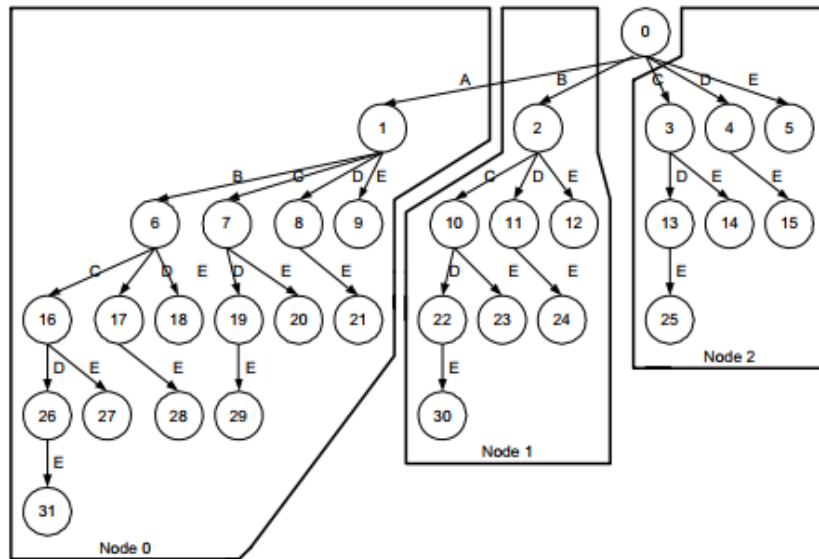 0
A B C D E
1 2 3 4 5
B C D E C D E D E E
6 7 8 9 10 11 12 13 14 15
C D E D E E D E E E
16 17 18 19 20 21 22 23 24 25
Node 2
D E E E E
26 27 28 29 30
Node 1
E
31
Node 0